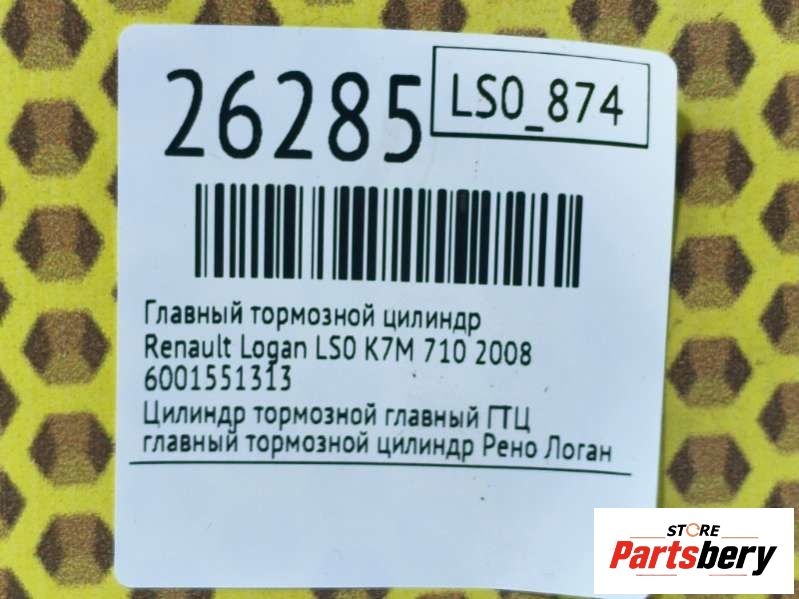 26285
LS0_874
Главный тормозной цилиндр
Renault Logan LS0 K7M 710 2008
6001551313
Цилиндр тормозной главный ГТЦ
главный тормозной цилиндр Рено Логан
STORE
Partsbery